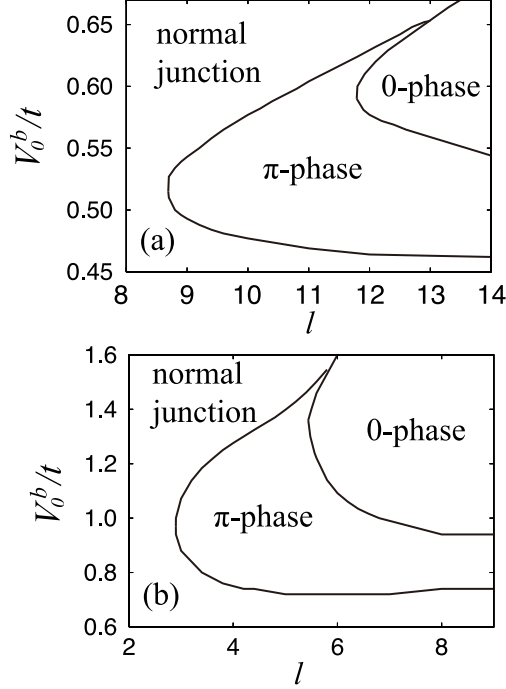 0.65
0.60
0.55
0.50
0.45
V₀ᵇ/t
normal
junction
0-phase
π-phase
(a)
8 9 10 11 12 13 14
l
1.6
1.4
1.2
1.0
0.8
0.6
V₀ᵇ/t
normal
junction
0-phase
π-phase
(b)
2 4 6 8
l